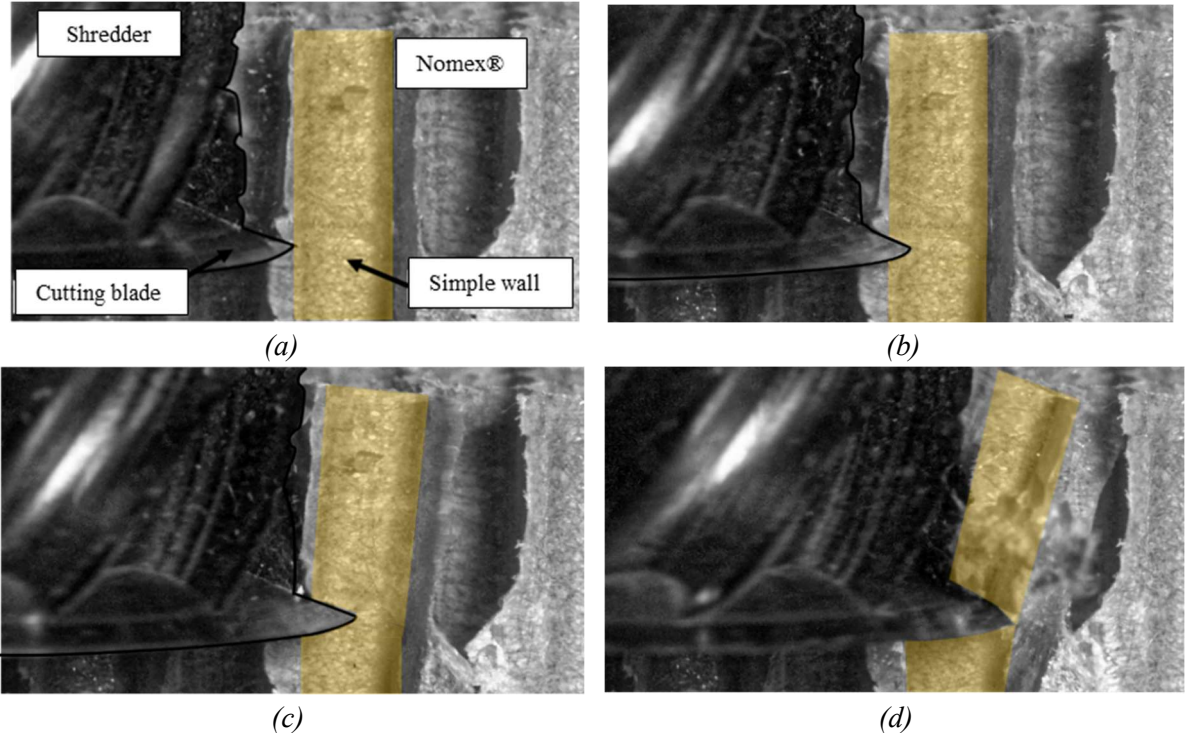 Shredder
Nomex®
Cutting blade
Simple wall
(a)
(b)
(c)
(d)